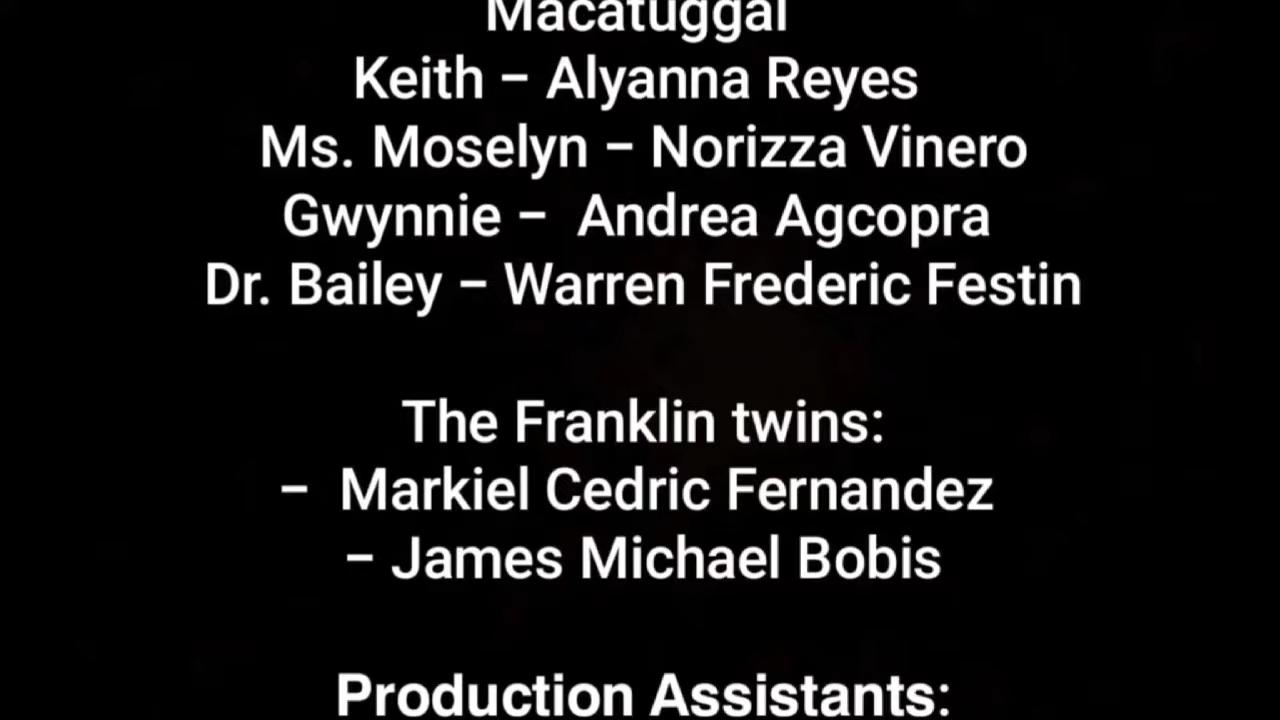 Macatuggal
Keith – Alyanna Reyes
Ms. Moselyn – Norizza Vinero
Gwynnie –  Andrea Agcopra
Dr. Bailey – Warren Frederic Festin
The Franklin twins:
–  Markiel Cedric Fernandez
– James Michael Bobis
Production Assistants: